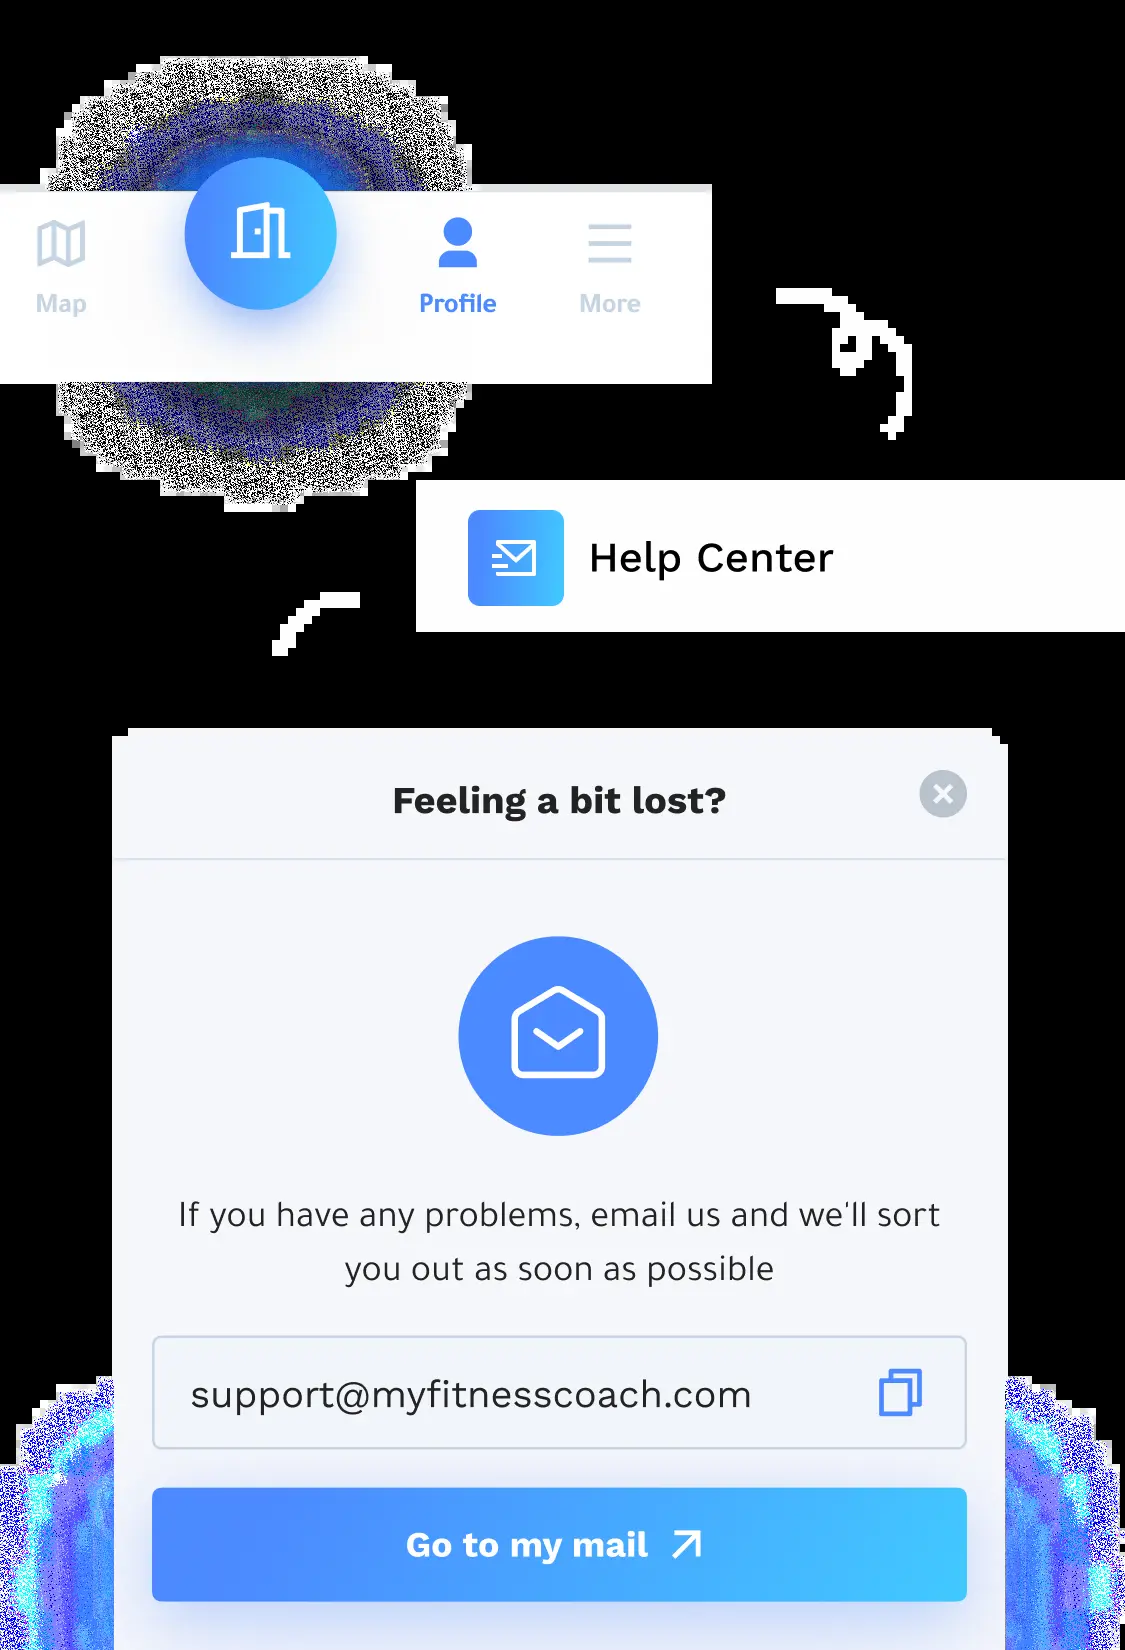 Map
Profile
More
Help Center
Feeling a bit lost?
If you have any problems, email us and we'll sort
you out as soon as possible
support@myfitnesscoach.com
Go to my mail